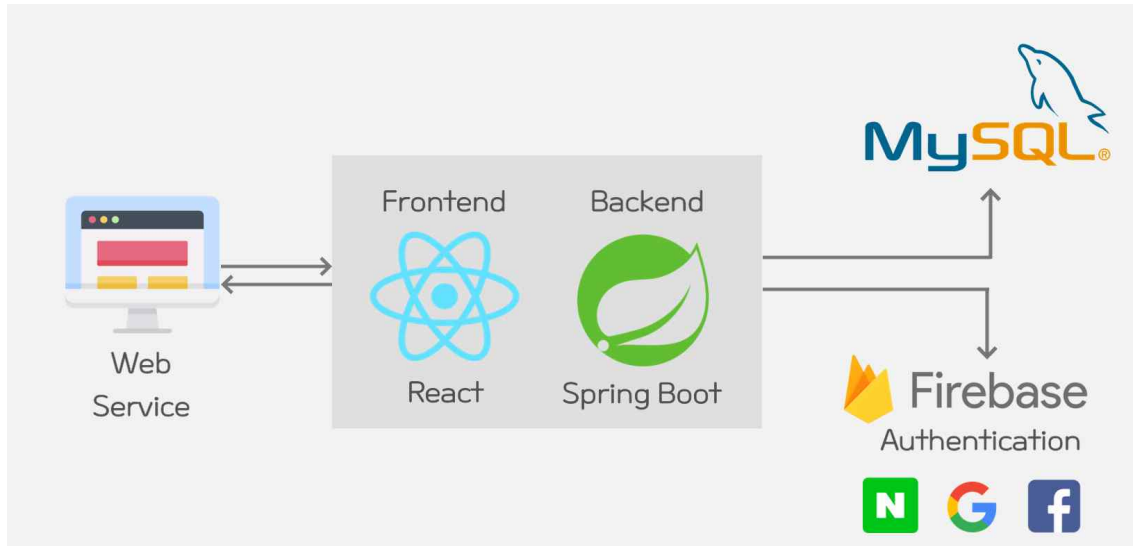 MySQL®
Frontend
Backend
Web
Service
React
Spring Boot
Firebase
Authentication
N
G
f